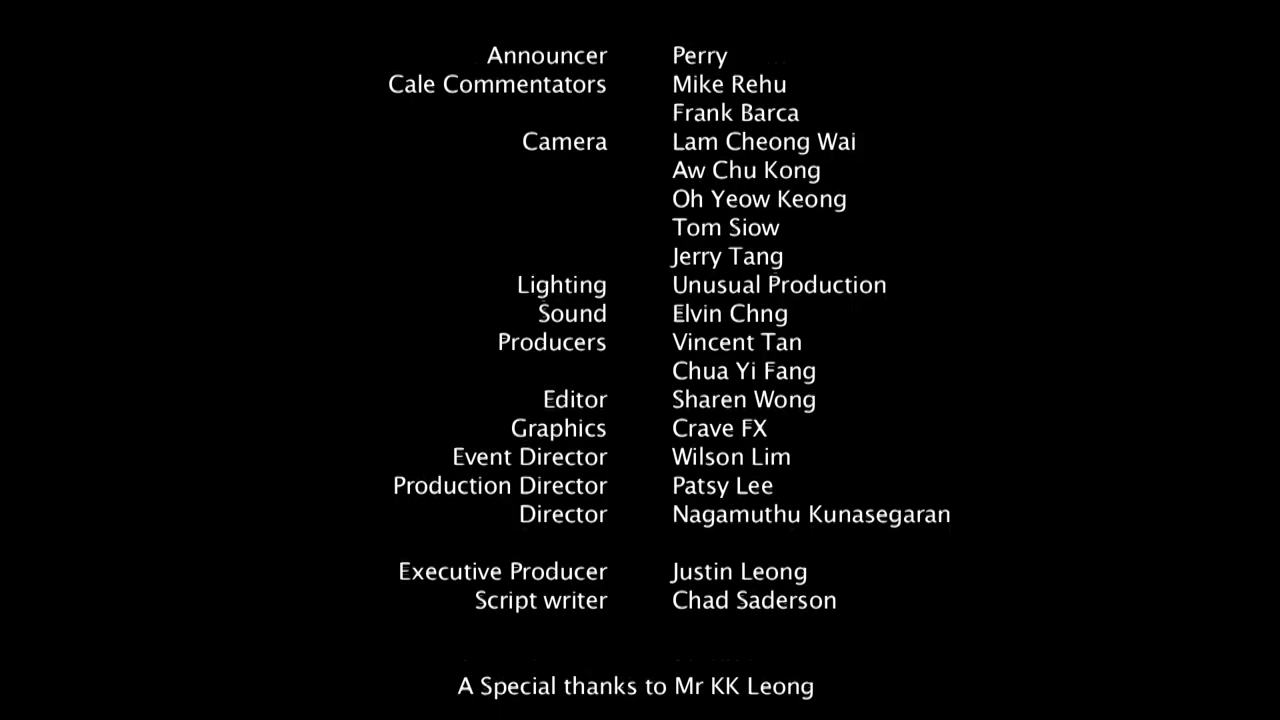 Announcer Perry
Cale Commentators Mike Rehu
Frank Barca
Camera Lam Cheong Wai
Aw Chu Kong
Oh Yeow Keong
Tom Siow
Jerry Tang
Lighting Unusual Production
Sound Elvin Chng
Producers Vincent Tan
Chua Yi Fang
Editor Sharen Wong
Graphics Crave FX
Event Director Wilson Lim
Production Director Patsy Lee
Director Nagamuthu Kunasegaran
Executive Producer Justin Leong
Script writer Chad Saderson
A Special thanks to Mr KK Leong